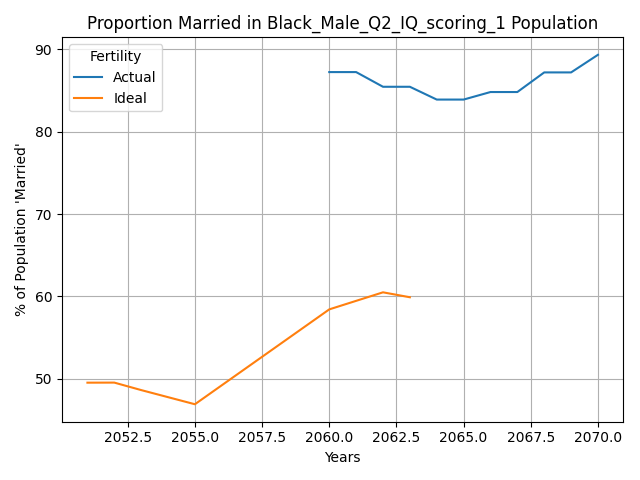 Proportion Married in Black_Male_Q2_IQ_scoring_1 Population
Fertility
Actual
Ideal
90
80
70
60
50
% of Population 'Married'
2052.5 2055.0 2057.5 2060.0 2062.5 2065.0 2067.5 2070.0
Years